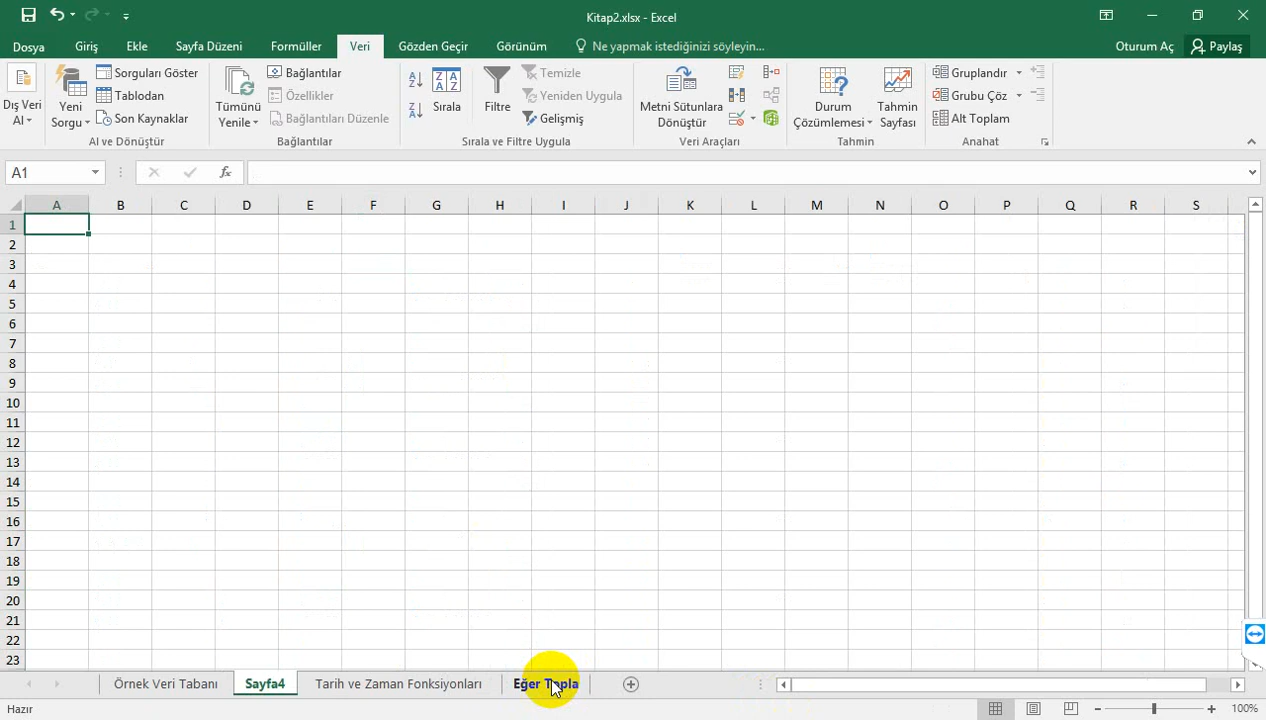 Kitap2.xlsx - Excel
Dosya Giriş Ekle Sayfa Düzeni Formüller Veri Gözden Geçir Görünüm Ne yapmak istediğinizi söyleyin... Oturum Aç Paylaş
Dış Veri
Al
Yeni
Sorgu
Sorguları Göster
Tablodan
Son Kaynaklar
Al ve Dönüştür
Tümünü
Yenile
Bağlantılar
Özellikler
Bağlantıları Düzenle
Bağlantılar
Sırala
Filtre
Temizle
Yeniden Uygula
Gelişmiş
Sırala ve Filtre Uygula
Metni Sütunlara
Dönüştür
Veri Araçları
Durum
Çözümlemesi
Tahmin
Sayfası
Tahmin
Gruplandır
Grubu Çöz
Alt Toplam
Anahat
A1 fx
A B C D E F G H I J K L M N O P Q R S
1
2
3
4
5
6
7
8
9
10
11
12
13
14
15
16
17
18
19
20
21
22
23
Örnek Veri Tabanı Sayfa4 Tarih ve Zaman Fonksiyonları Eğer Topla
Hazır 100%